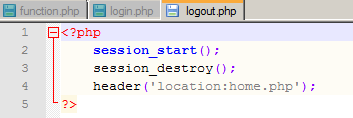 function.php login.php logout.php
1 <?php
2 session_start();
3 session_destroy();
4 header('location:home.php');
5 ?>